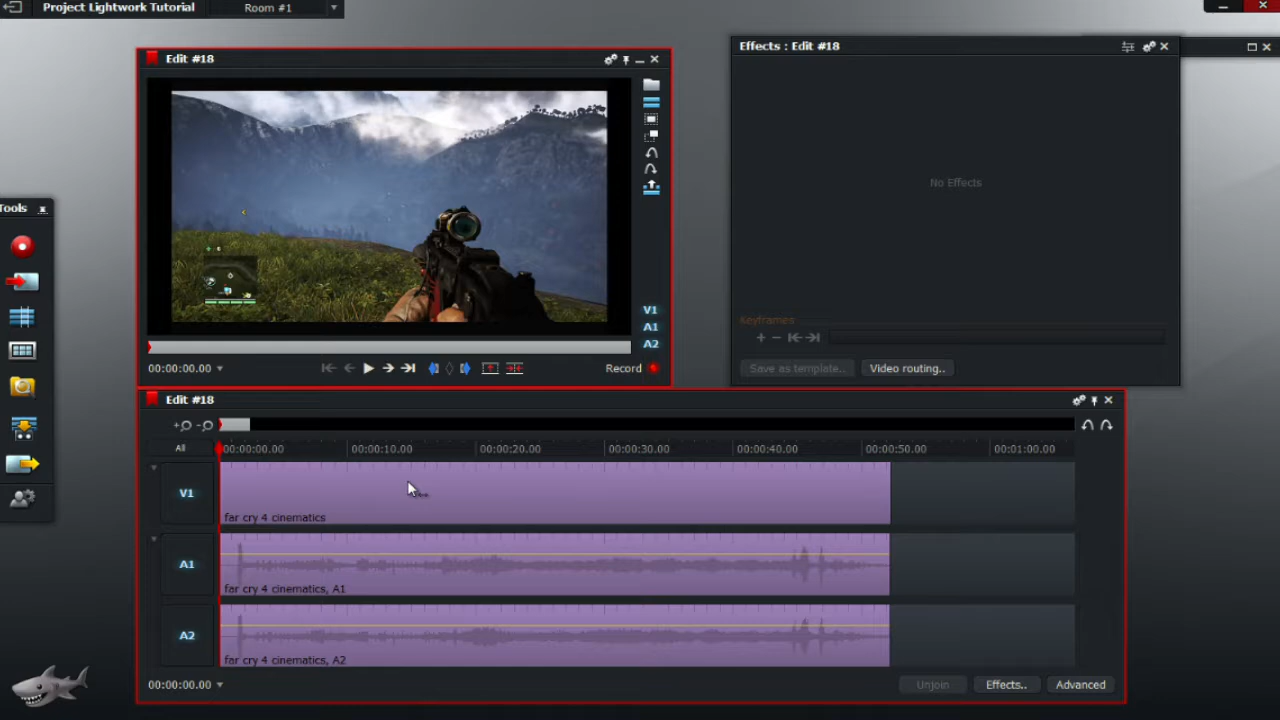 Project Lightwork Tutorial
Room #1
Edit #18
V1
A1
A2
00:00:00.00
Record
Effects : Edit #18
No Effects
Keyframes
Save as template..
Video routing..
Tools
Edit #18
All
00:00:00.00
00:00:10.00
00:00:20.00
00:00:30.00
00:00:40.00
00:00:50.00
00:01:00.00
V1
far cry 4 cinematics
A1
far cry 4 cinematics, A1
A2
far cry 4 cinematics, A2
00:00:00.00
Unjoin
Effects..
Advanced